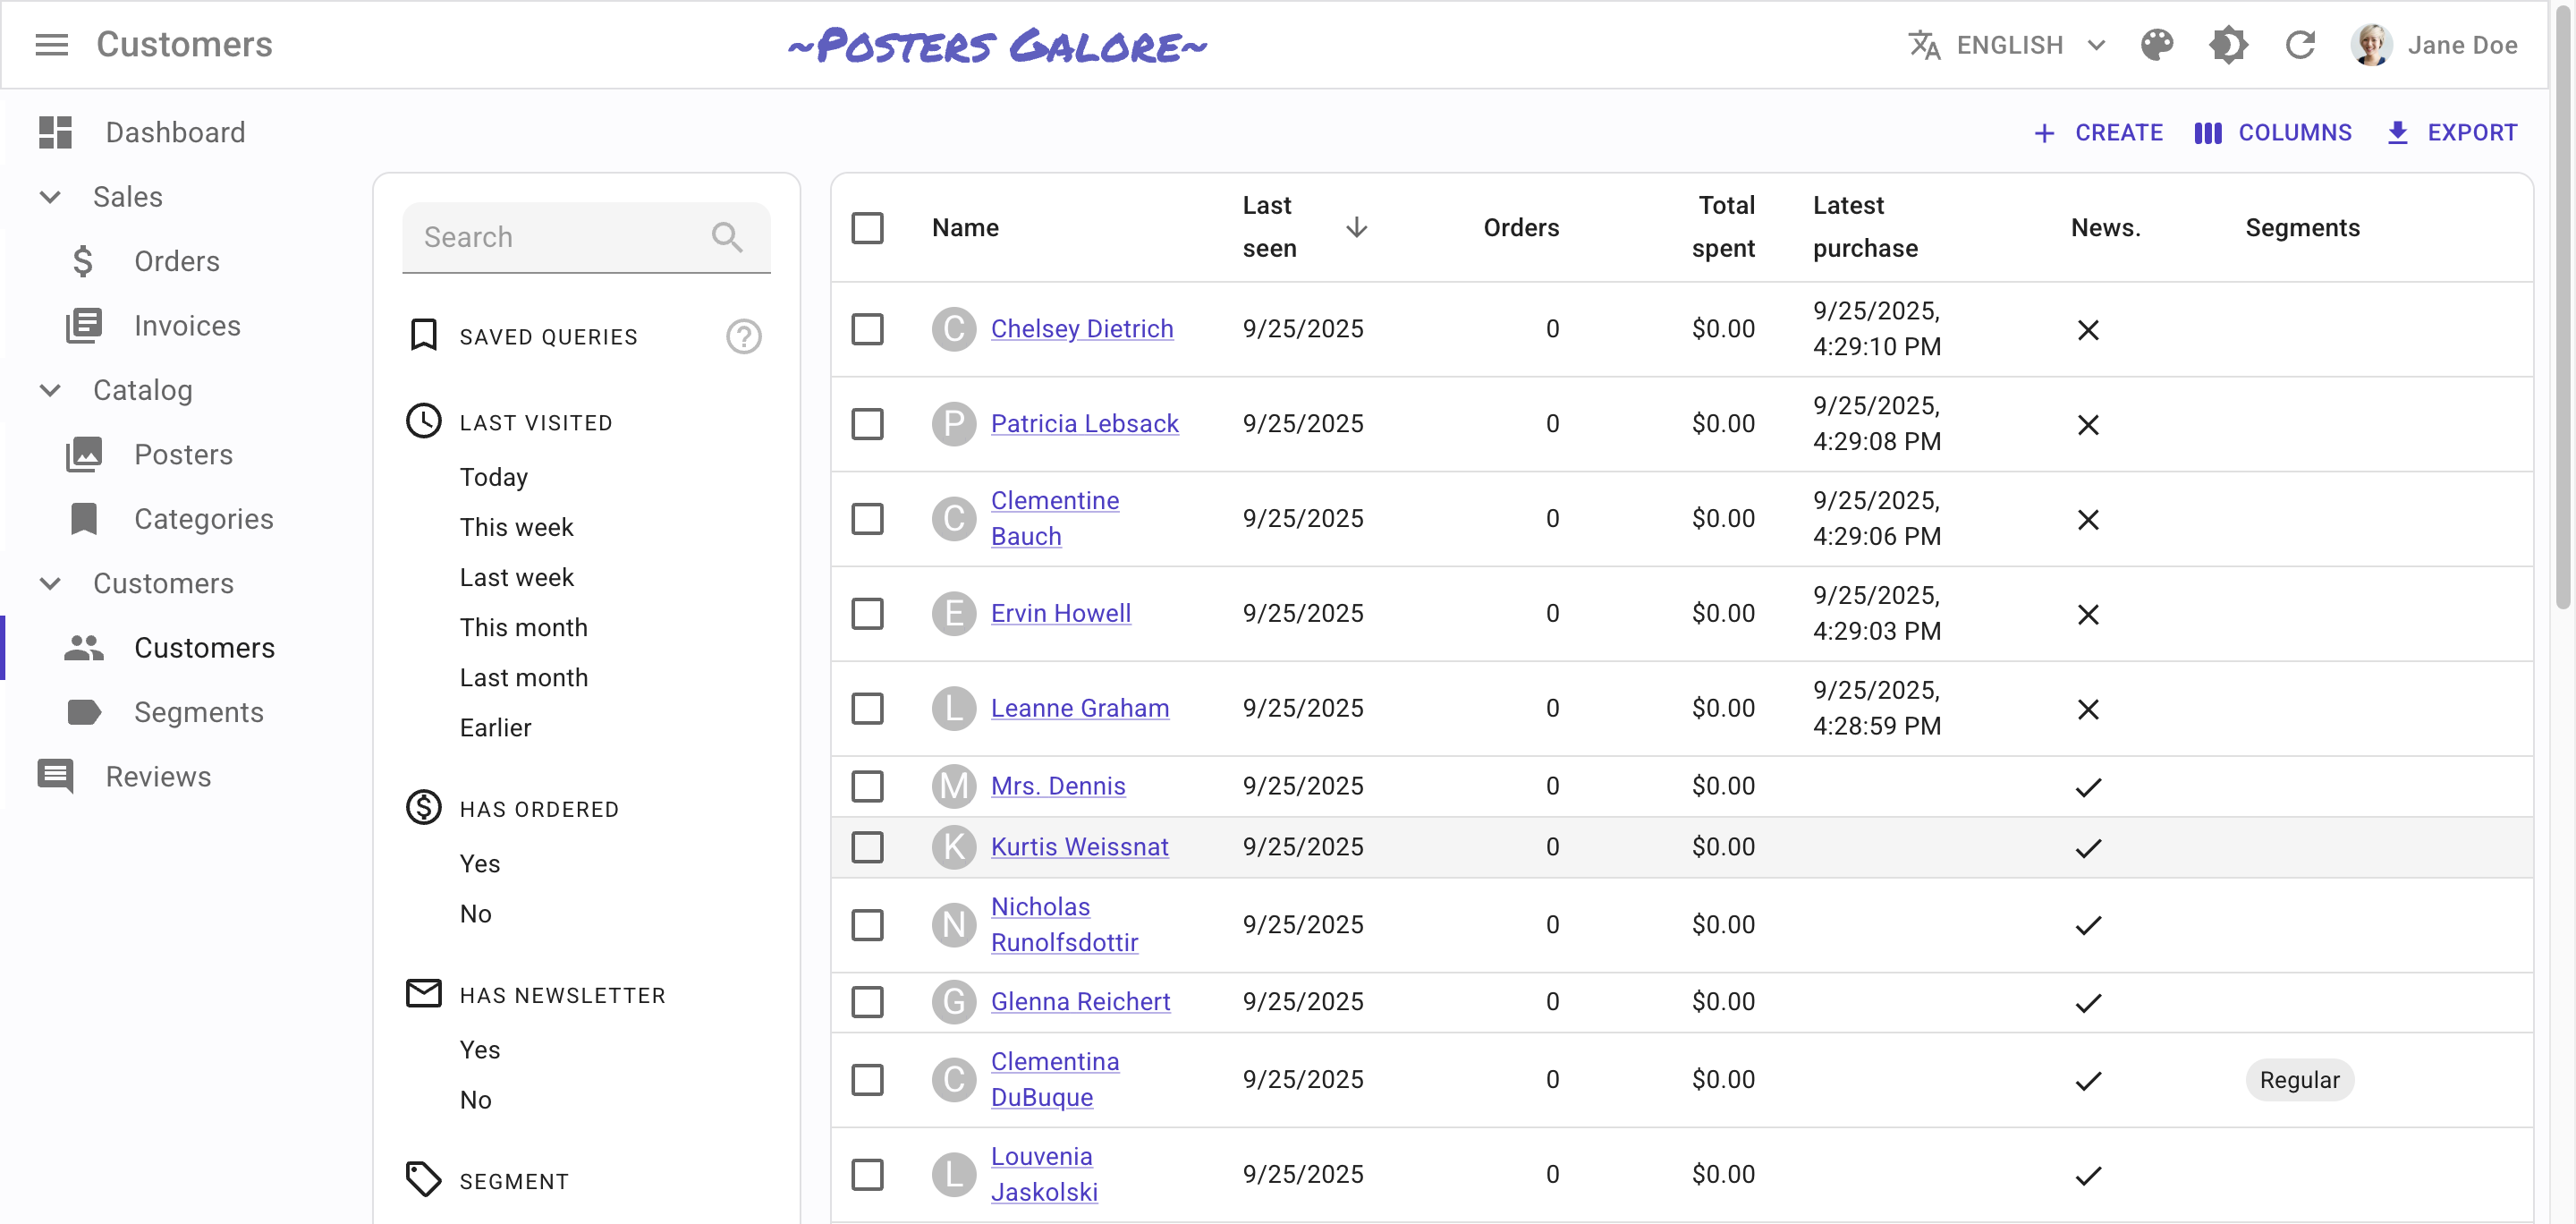 Customers
~Posters Galore~
ENGLISH
Jane Doe
Dashboard
Sales
Orders
Invoices
Catalog
Posters
Categories
Customers
Customers
Segments
Reviews
CREATE
COLUMNS
EXPORT
Search
SAVED QUERIES
?
LAST VISITED
Today
This week
Last week
This month
Last month
Earlier
HAS ORDERED
Yes
No
HAS NEWSLETTER
Yes
No
SEGMENT
Name
Last
seen
Orders
Total
spent
Latest
purchase
News.
Segments
C Chelsey Dietrich 9/25/2025 0 $0.00 9/25/2025,
4:29:10 PM
P Patricia Lebsack 9/25/2025 0 $0.00 9/25/2025,
4:29:08 PM
C Clementine
Bauch 9/25/2025 0 $0.00 9/25/2025,
4:29:06 PM
E Ervin Howell 9/25/2025 0 $0.00 9/25/2025,
4:29:03 PM
L Leanne Graham 9/25/2025 0 $0.00 9/25/2025,
4:28:59 PM
M Mrs. Dennis 9/25/2025 0 $0.00
K Kurtis Weissnat 9/25/2025 0 $0.00
N Nicholas
Runolfsdottir 9/25/2025 0 $0.00
G Glenna Reichert 9/25/2025 0 $0.00
C Clementina
DuBuque 9/25/2025 0 $0.00 Regular
L Louvenia
Jaskolski 9/25/2025 0 $0.00